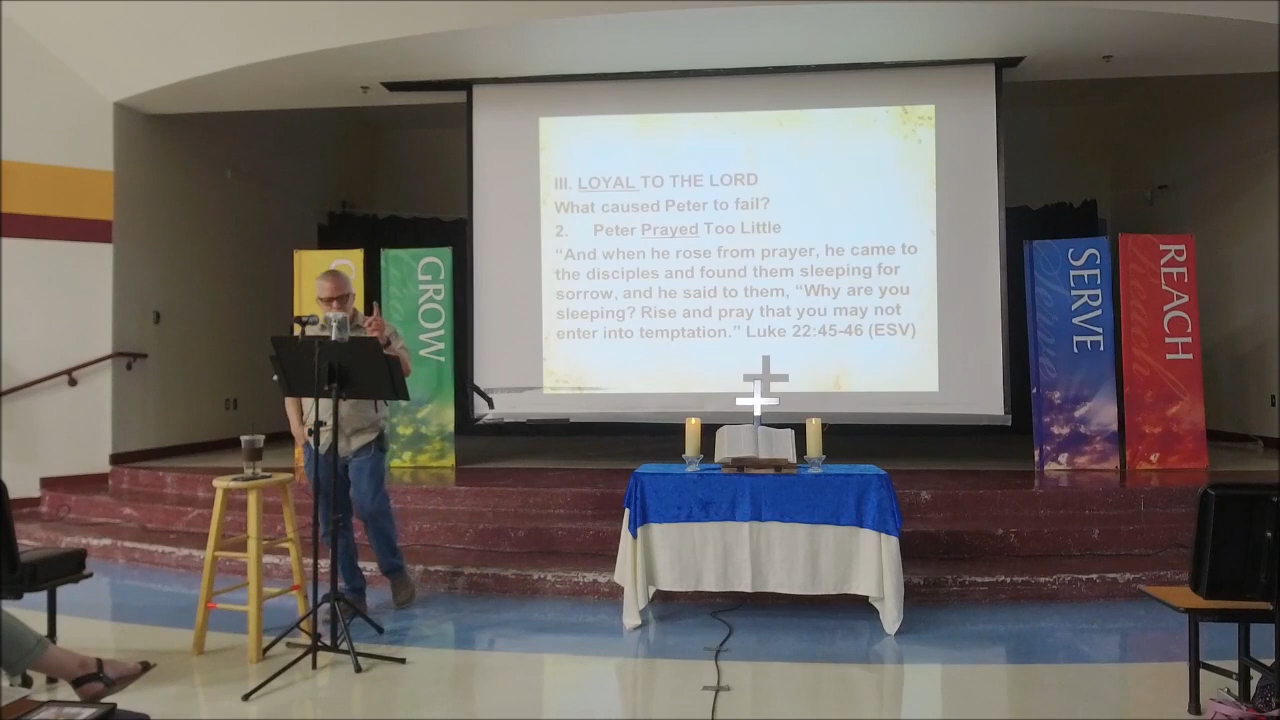 III. LOYAL TO THE LORD
What caused Peter to fail?
2. Peter Prayed Too Little
“And when he rose from prayer, he came to
the disciples and found them sleeping for
sorrow, and he said to them, “Why are you
sleeping? Rise and pray that you may not
enter into temptation.” Luke 22:45-46 (ESV)
GROW
SERVE
REACH